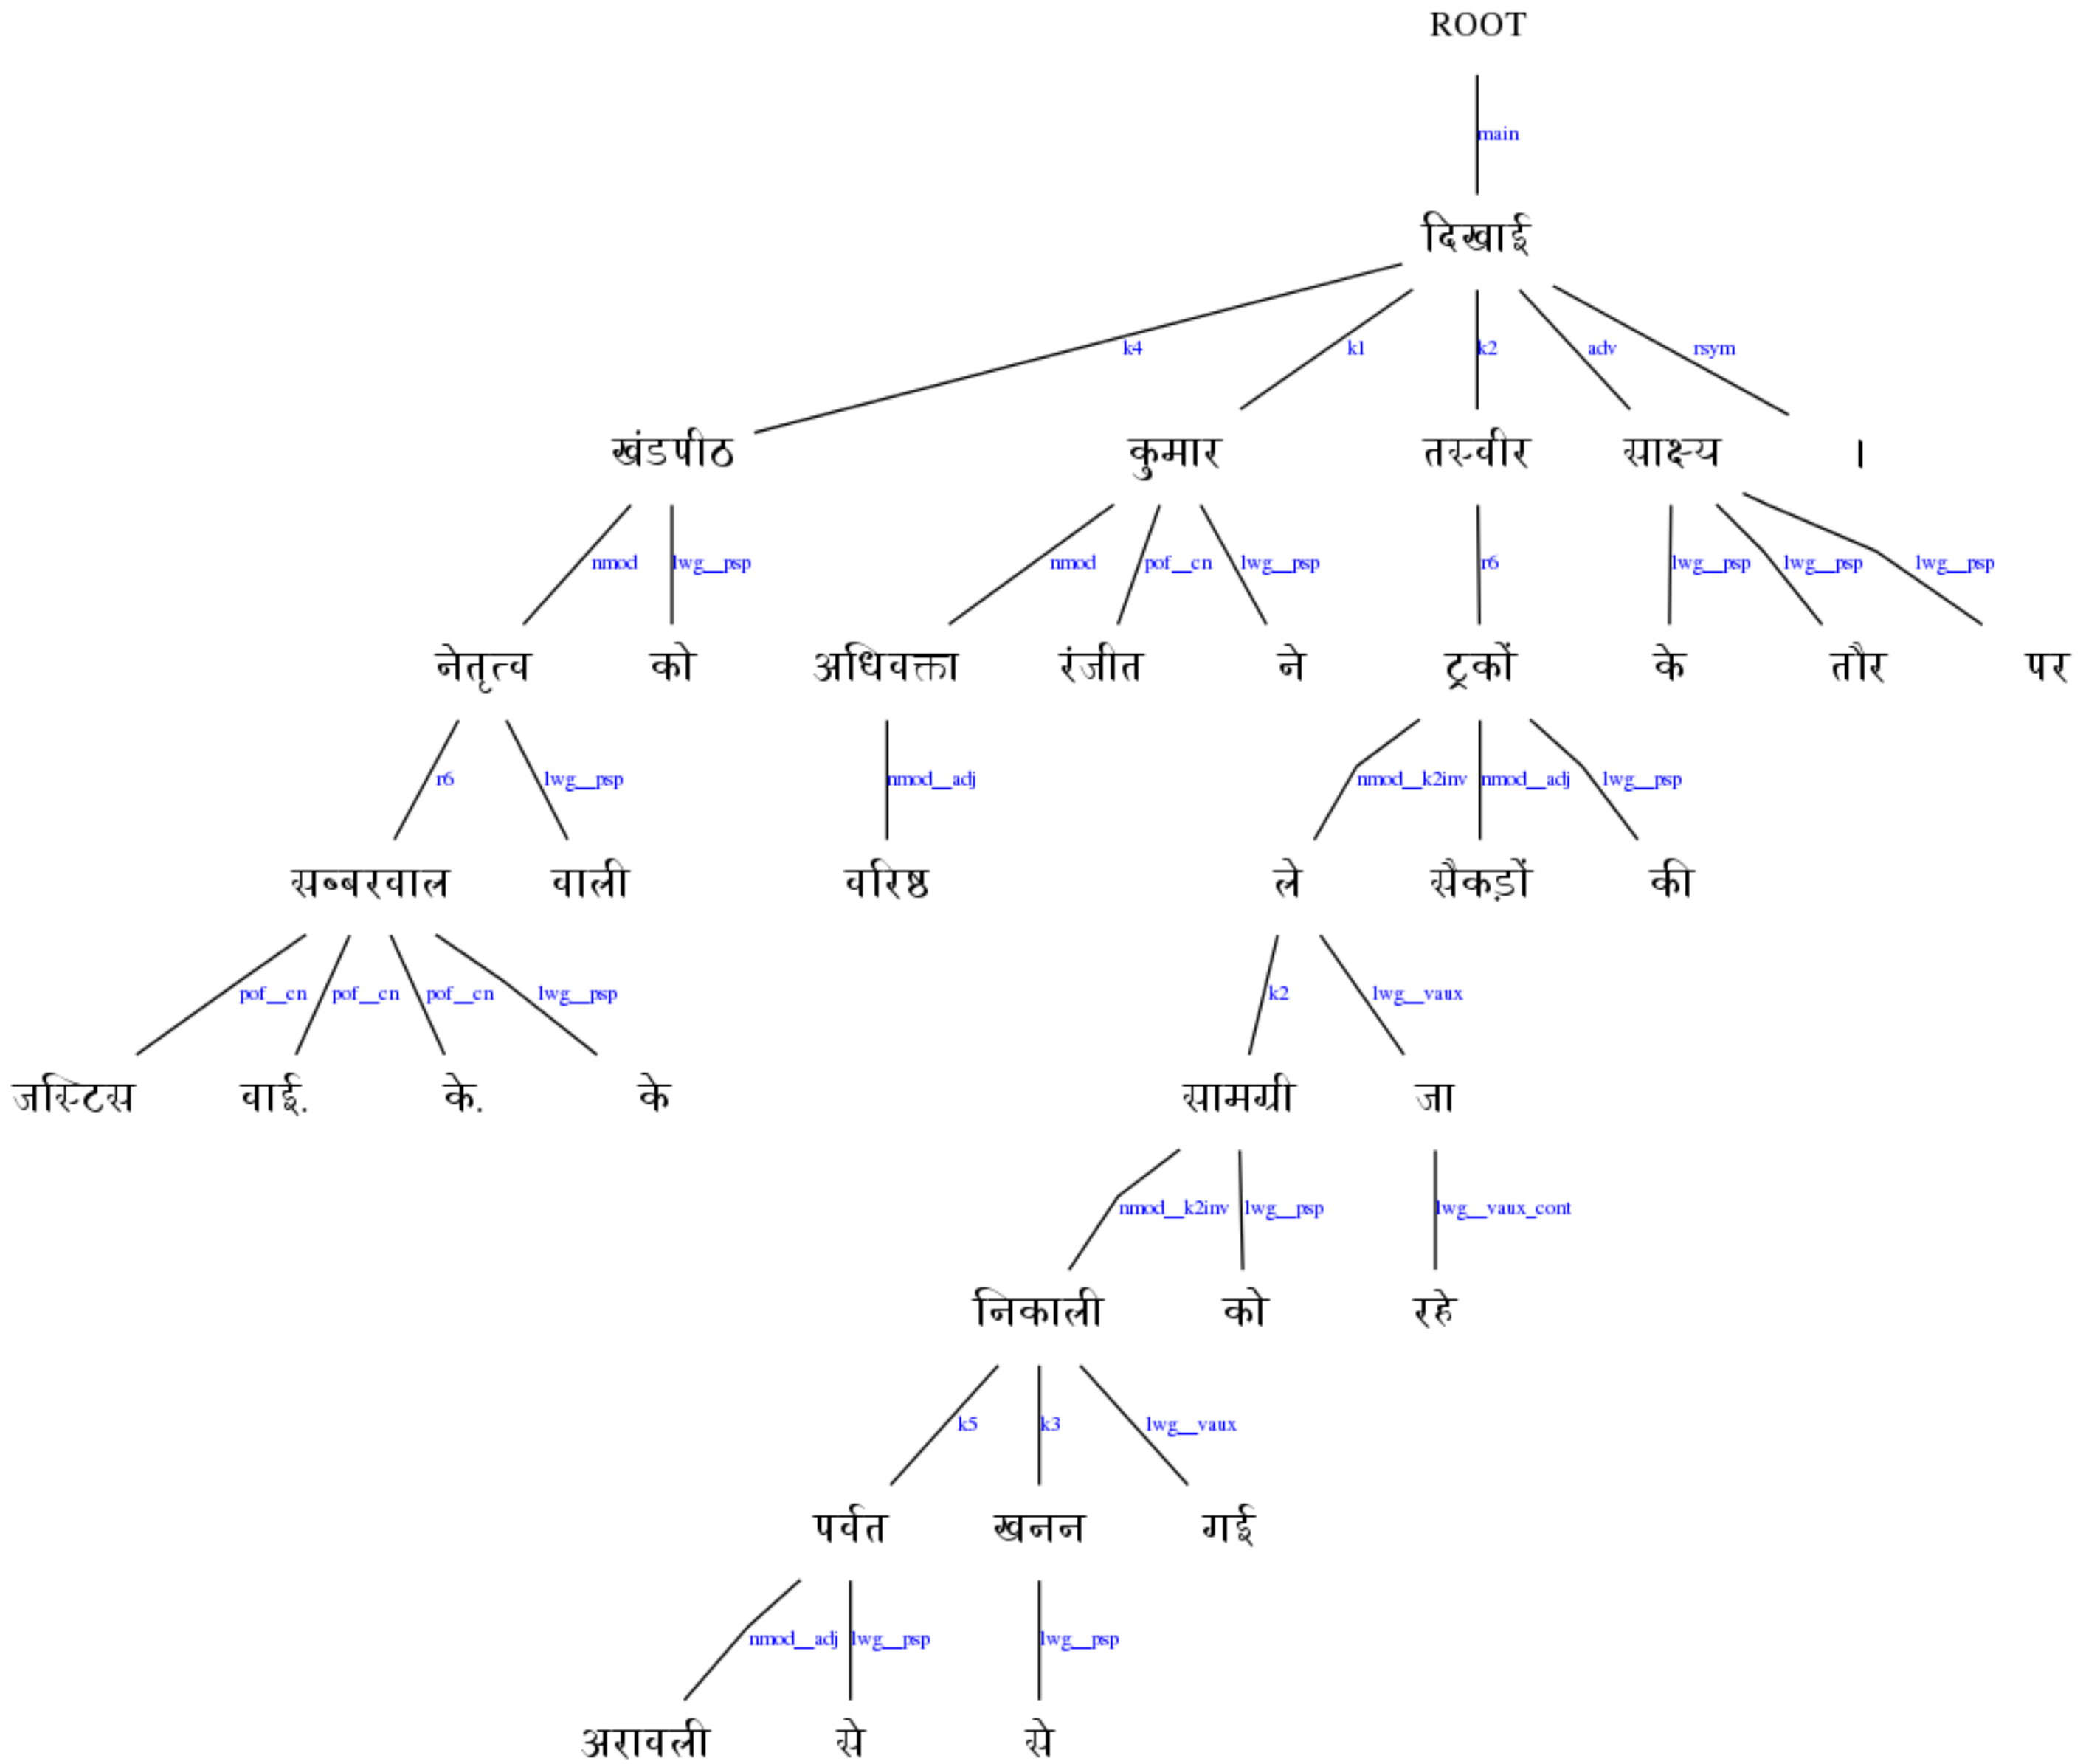 ROOT
main
दिखाई
k4 k1 k2 adv rsym
खंडपीठ कुमार तस्वीर साक्ष्य ।
nmod lwg__psp nmod pof__cn lwg__psp r6 lwg__psp lwg__psp lwg__psp
नेतृत्व को अधिवक्ता रंजीत ने ट्रकों के तौर पर
r6 lwg__psp nmod__adj nmod__k2inv nmod__adj lwg__psp
सब्बरवाल वाली वरिष्ठ ले सैकड़ों की
pof__cn pof__cn pof__cn lwg__psp k2 lwg__vaux
जस्टिस वाई. के. के सामग्री जा
nmod__k2inv lwg__psp lwg__vaux_cont
निकाली को रहे
k5 k3 lwg__vaux
पर्वत खनन गई
nmod__adj lwg__psp lwg__psp
अरावली से से